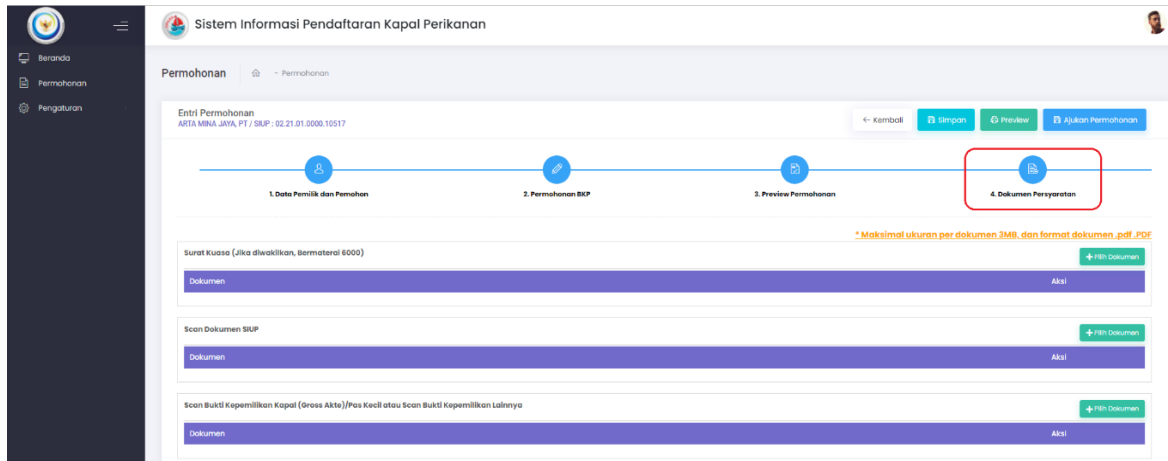 Sistem Informasi Pendaftaran Kapal Perikanan
Beranda
Permohonan
Pengaturan
Permohonan - Permohonan
Entri Permohonan
ARTA MINA JAYA, PT / SIUP : 02.21.01.0000.10517
← Kembali Simpan Preview Ajukan Permohonan
1. Data Pemilik dan Pemohon 2. Permohonan BKP 3. Preview Permohonan 4. Dokumen Persyaratan
* Maksimal ukuran per dokumen 3MB, dan format dokumen .pdf .PDF
Surat Kuasa (Jika diwakilkan, Bermaterai 6000) + Pilih Dokumen
Dokumen Aksi
Scan Dokumen SIUP + Pilih Dokumen
Dokumen Aksi
Scan Bukti Kepemilikan Kapal (Gross Akte)/Pas Kecil atau Scan Bukti Kepemilikan Lainnya + Pilih Dokumen
Dokumen Aksi